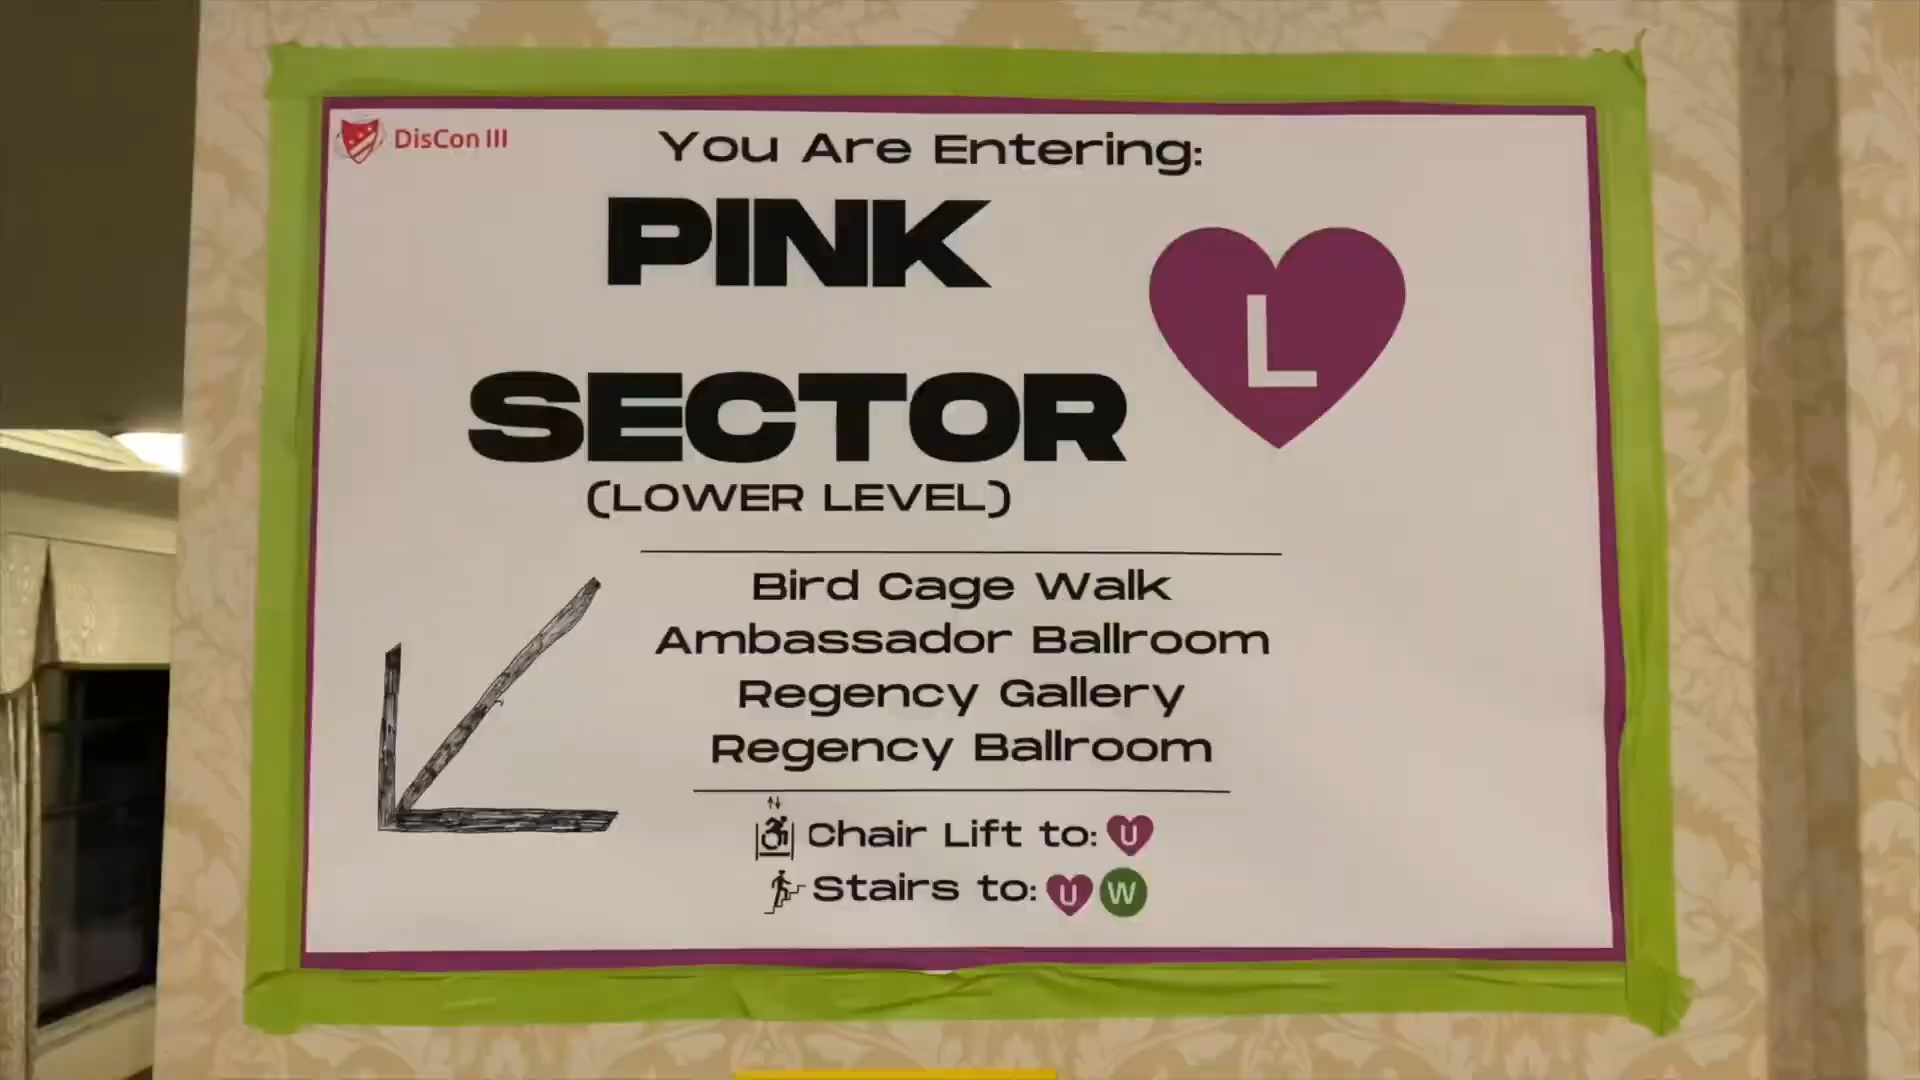 DisCon III
You Are Entering:
PINK
SECTOR
L
(LOWER LEVEL)
Bird Cage Walk
Ambassador Ballroom
Regency Gallery
Regency Ballroom
Chair Lift to: U
Stairs to: U W